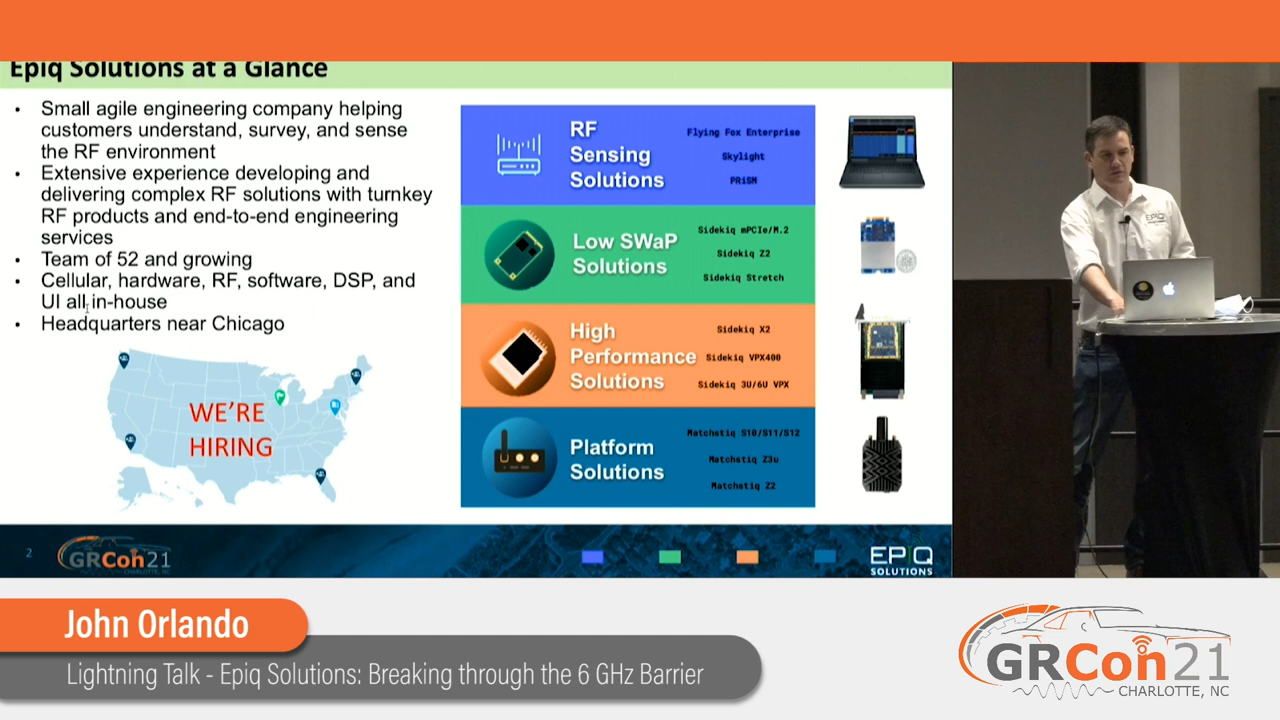 Epiq Solutions at a Glance
• Small agile engineering company helping
customers understand, survey, and sense
the RF environment
• Extensive experience developing and
delivering complex RF solutions with turnkey
RF products and end-to-end engineering
services
• Team of 52 and growing
• Cellular, hardware, RF, software, DSP, and
UI all in-house
• Headquarters near Chicago
WE'RE
HIRING
RF
Sensing
Solutions
Flying Fox Enterprise
Skylight
PRiSM
Low SWaP
Solutions
Sidekiq mPCIe/M.2
Sidekiq Z2
Sidekiq Stretch
High
Performance
Solutions
Sidekiq X2
Sidekiq VPX400
Sidekiq 3U/6U VPX
Platform
Solutions
Matchstiq S10/S11/S12
Matchstiq Z3u
Matchstiq Z2
2
GRCon21
CHARLOTTE, NC
EPIQ
SOLUTIONS
EPIQ
John Orlando
Lightning Talk - Epiq Solutions: Breaking through the 6 GHz Barrier
GRCon21
CHARLOTTE, NC